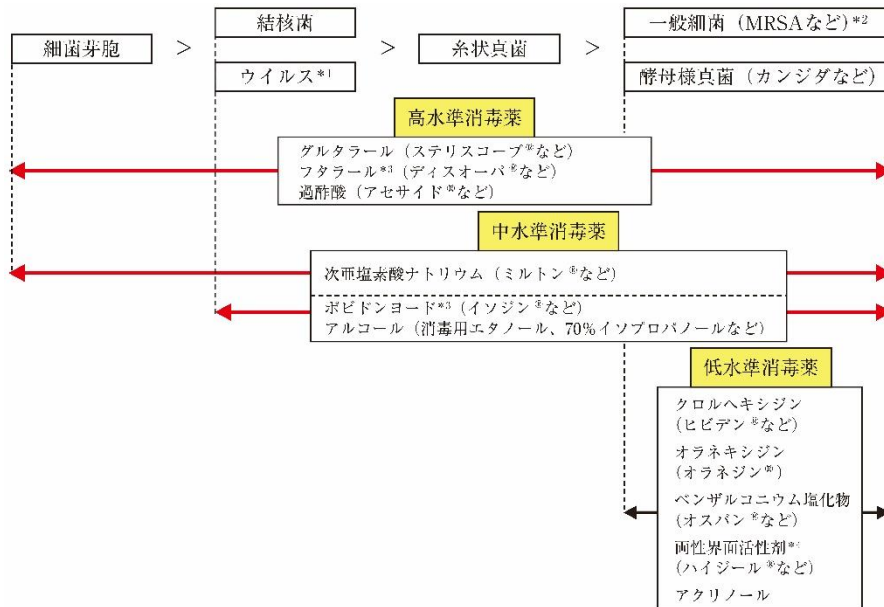 細菌芽胞
>
結核菌
ウイルス*1
>
糸状真菌
>
一般細菌（MRSAなど）*2
酵母様真菌（カンジダなど）
高水準消毒薬
グルタラール（ステリスコープ®など）
フタラール*3（ディスオーパ®など）
過酢酸（アセサイド®など）
中水準消毒薬
次亜塩素酸ナトリウム（ミルトン®など）
ポビドンヨード*3（イソジン®など）
アルコール（消毒用エタノール、70%イソプロパノールなど）
低水準消毒薬
クロルヘキシジン
（ヒビテン®など）
オラネキシジン
（オラネジン®）
ベンザルコニウム塩化物
（オスバン®など）
両性界面活性剤*4
（ハイジール®など）
アクリノール